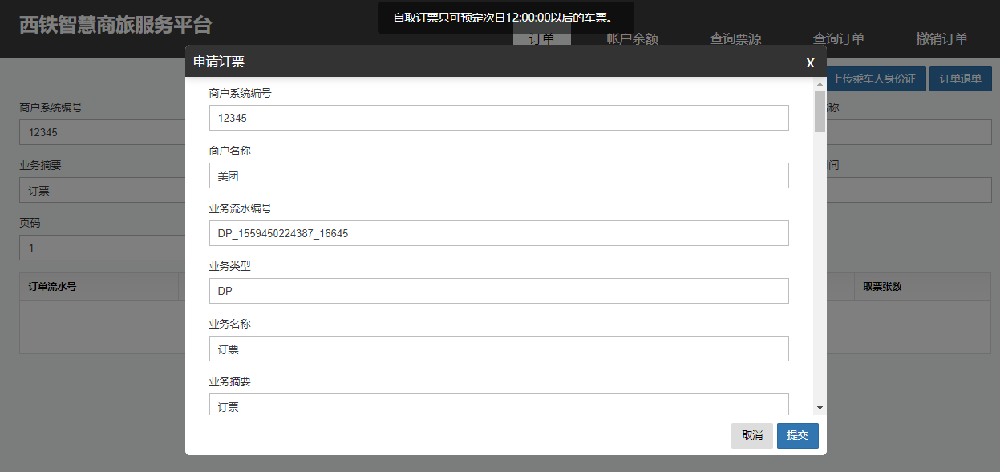 西铁智慧商旅服务平台
自取订票只可预定次日12:00:00以后的车票。
订单
帐户余额
查询票源
查询订单
撤销订单
申请订票
X
上传乘车人身份证
订单退单
商户系统编号
12345
称
业务摘要
订票
间
页码
1
订单流水号
取票张数
商户系统编号
12345
商户名称
美团
业务流水编号
DP_1559450224387_16645
业务类型
DP
业务名称
订票
业务摘要
订票
取消
提交